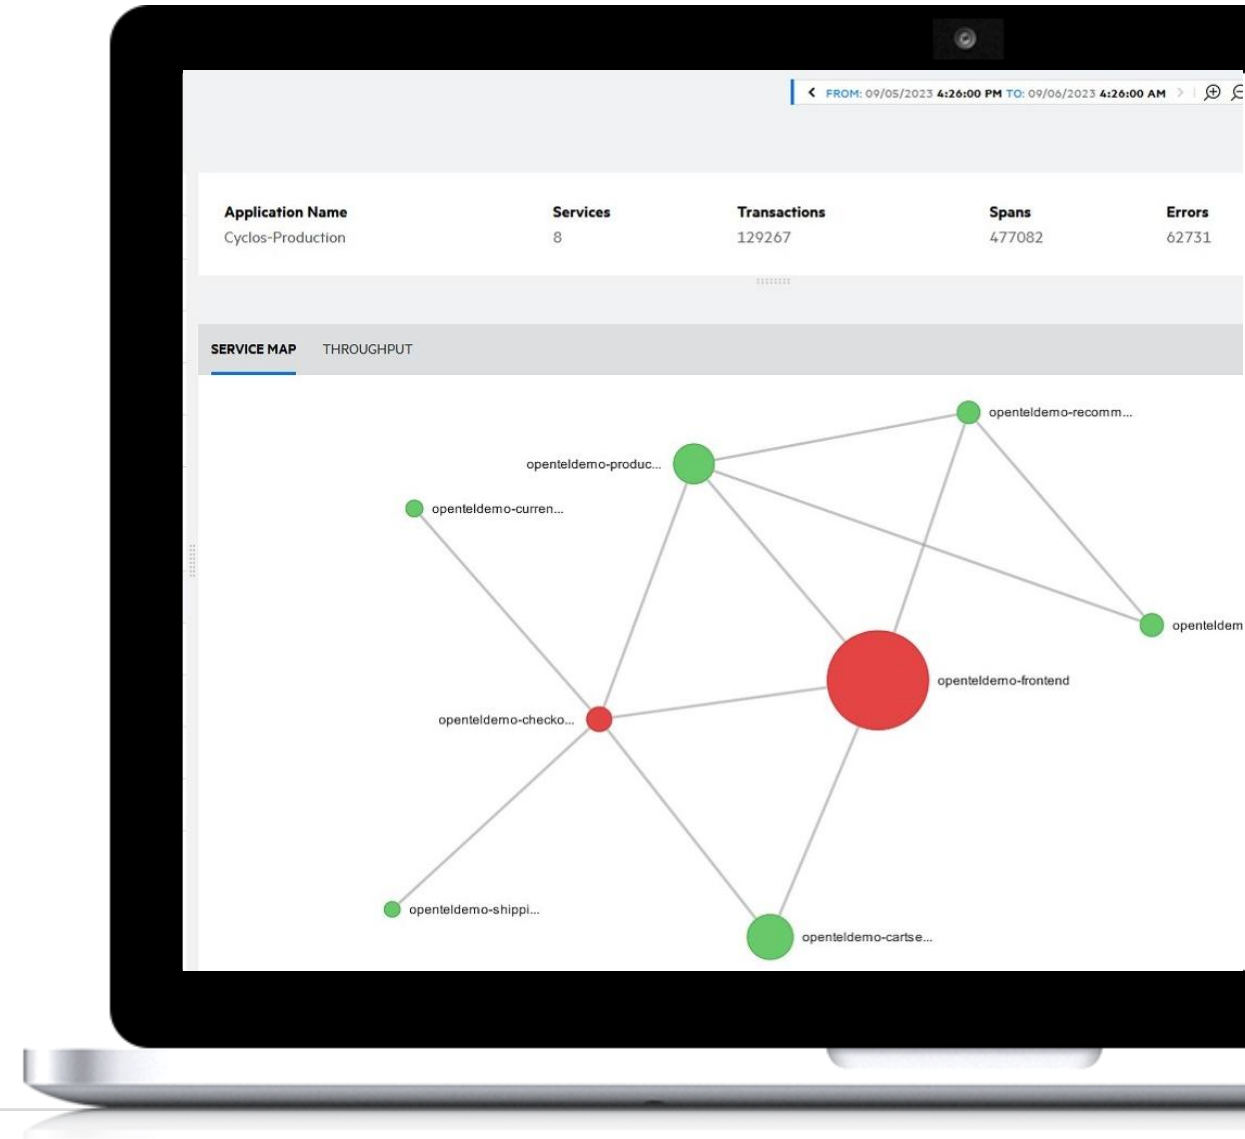 FROM: 09/05/2023 4:26:00 PM TO: 09/06/2023 4:26:00 AM
Application Name Services Transactions Spans Errors
Cyclos-Production 8 129267 477082 62731
SERVICE MAP THROUGHPUT
openteldemo-recomm...
openteldemo-produc...
openteldemo-curren...
openteldem
openteldemo-frontend
openteldemo-checko...
openteldemo-shippi...
openteldemo-cartse...